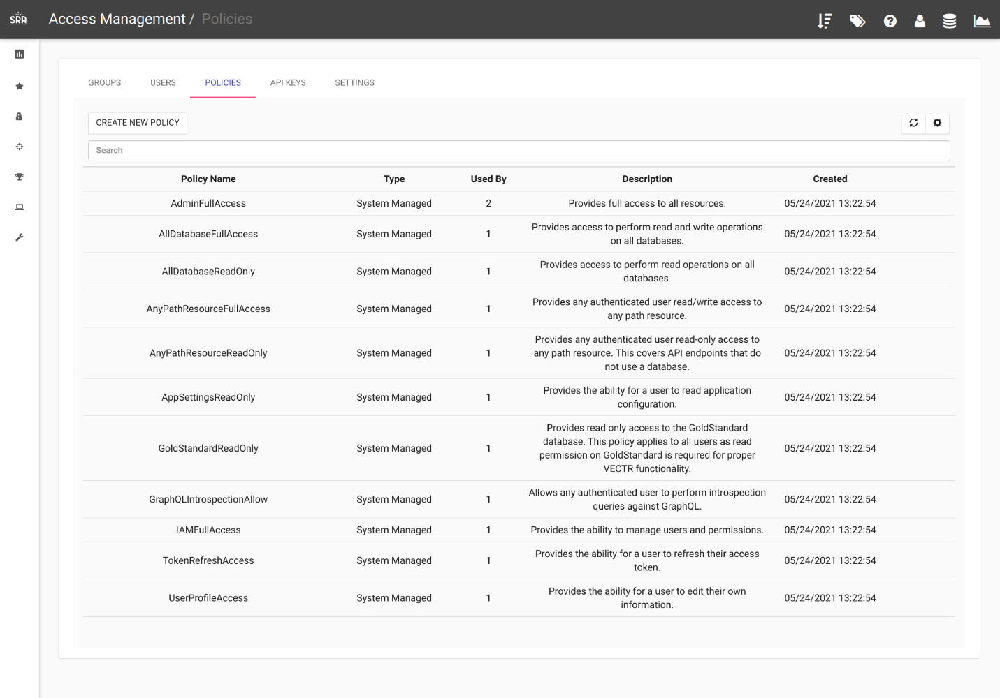 SRA
Access Management / Policies
GROUPS USERS POLICIES API KEYS SETTINGS
CREATE NEW POLICY
Search
Policy Name Type Used By Description Created
AdminFullAccess System Managed 2 Provides full access to all resources. 05/24/2021 13:22:54
Provides access to perform read and write operations
AllDatabaseFullAccess System Managed 1 on all databases. 05/24/2021 13:22:54
Provides access to perform read operations on all
AllDatabaseReadOnly System Managed 1 databases. 05/24/2021 13:22:54
Provides any authenticated user read/write access to
AnyPathResourceFullAccess System Managed 1 any path resource. 05/24/2021 13:22:54
Provides any authenticated user read-only access to
AnyPathResourceReadOnly System Managed 1 any path resource. This covers API endpoints that do 05/24/2021 13:22:54
not use a database.
Provides the ability for a user to read application
AppSettingsReadOnly System Managed 1 configuration. 05/24/2021 13:22:54
Provides read only access to the GoldStandard
database. This policy applies to all users as read
GoldStandardReadOnly System Managed 1 permission on GoldStandard is required for proper 05/24/2021 13:22:54
VECTR functionality.
Allows any authenticated user to perform introspection
GraphQLIntrospectionAllow System Managed 1 queries against GraphQL. 05/24/2021 13:22:54
IAMFullAccess System Managed 1 Provides the ability to manage users and permissions. 05/24/2021 13:22:54
Provides the ability for a user to refresh their access
TokenRefreshAccess System Managed 1 token. 05/24/2021 13:22:54
Provides the ability for a user to edit their own
UserProfileAccess System Managed 1 information. 05/24/2021 13:22:54